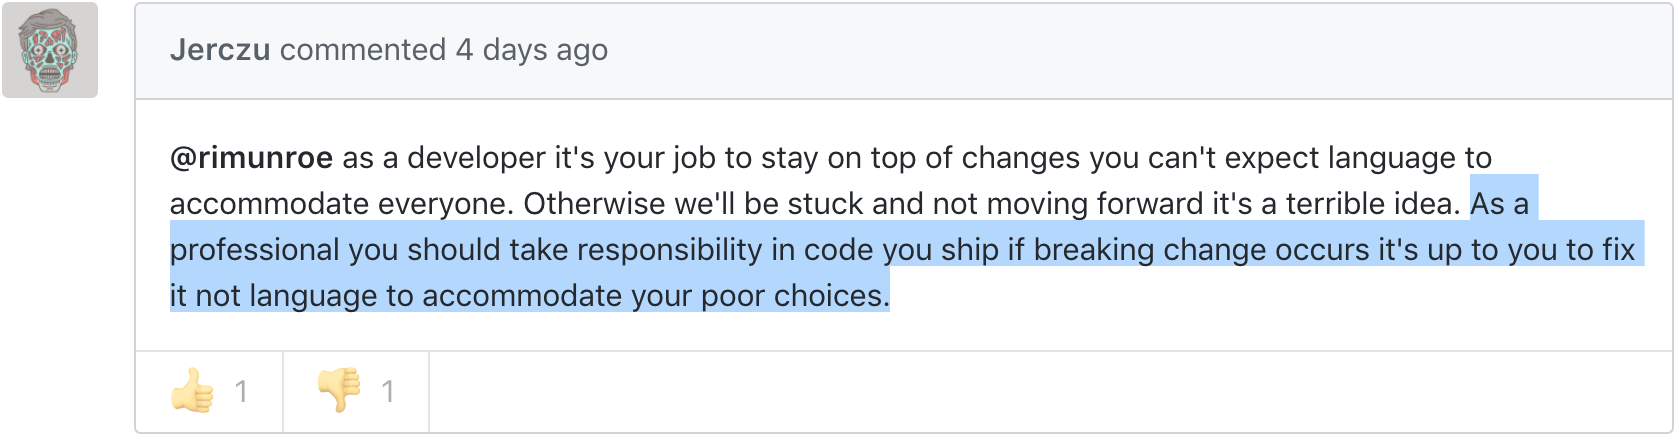 Jerczu commented 4 days ago
@rimunroe as a developer it's your job to stay on top of changes you can't expect language to
accommodate everyone. Otherwise we'll be stuck and not moving forward it's a terrible idea. As a
professional you should take responsibility in code you ship if breaking change occurs it's up to you to fix
it not language to accommodate your poor choices.
👍 1 👎 1